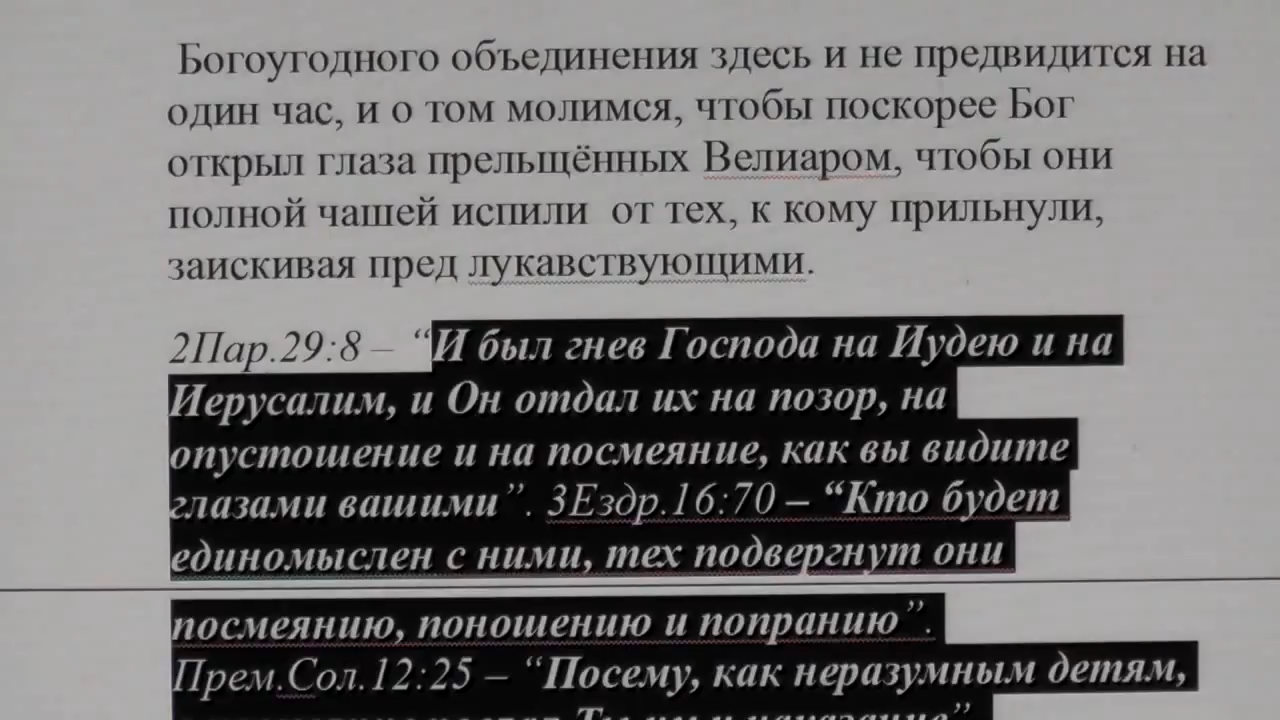 Богоугодного объединения здесь и не предвидится на
один час, и о том молимся, чтобы поскорее Бог
открыл глаза прельщённых Велиаром, чтобы они
полной чашей испили от тех, к кому прильнули,
заискивая пред лукавствующими.
2Пар.29:8 – “И был гнев Господа на Иудею и на
Иерусалим, и Он отдал их на позор, на
опустошение и на посмеяние, как вы видите
глазами вашими”. 3Ездр.16:70 – “Кто будет
единомыслен с ними, тех подвергнут они
посмеянию, поношению и попранию”.
Прем.Сол.12:25 – “Посему, как неразумным детям,